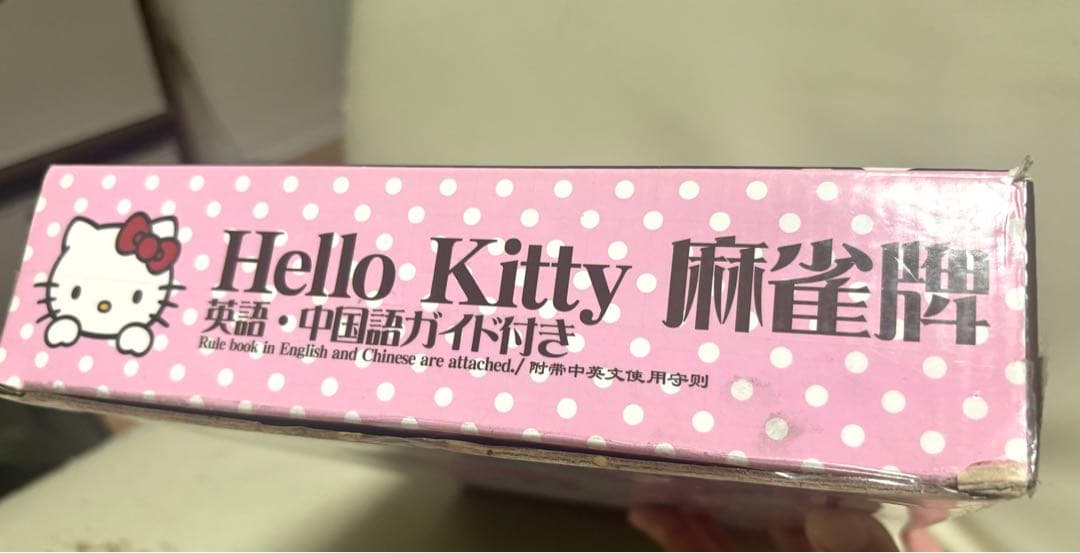 Hello Kitty 麻雀牌
英語・中国語ガイド付き
Rule book in English and Chinese are attached./ 附带中英文使用守则